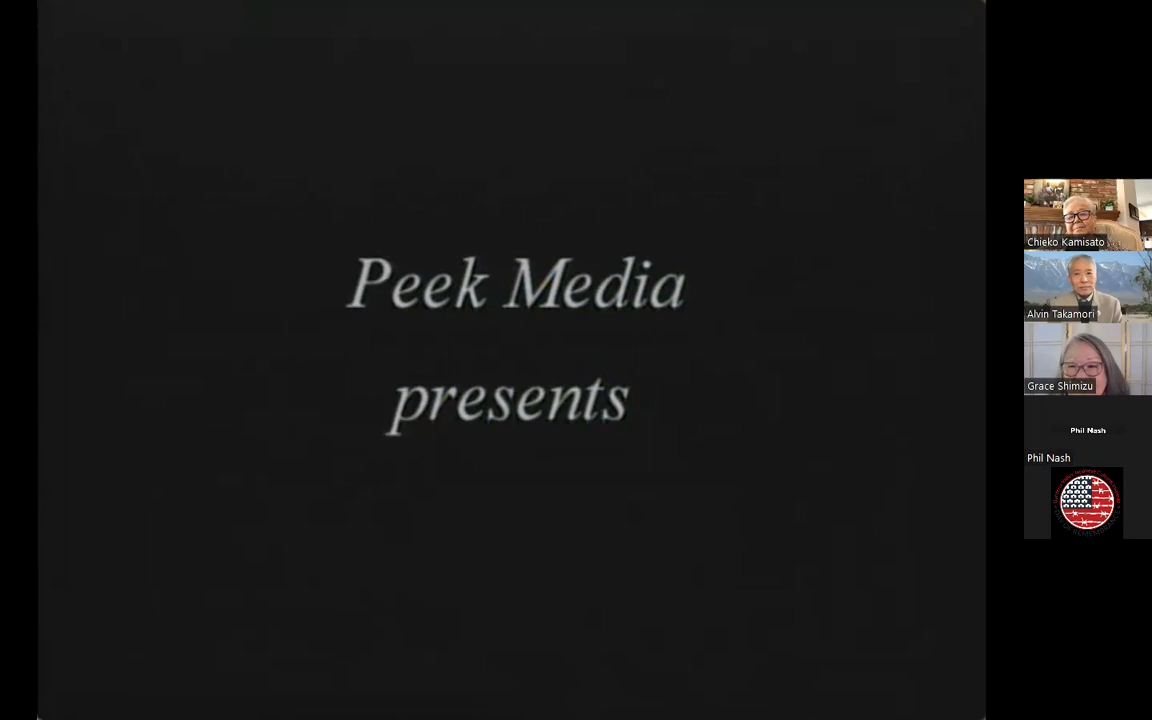 Peek Media
presents
Chieko Kamisato
Alvin Takamori
Grace Shimizu
Phil Nash
Phil Nash